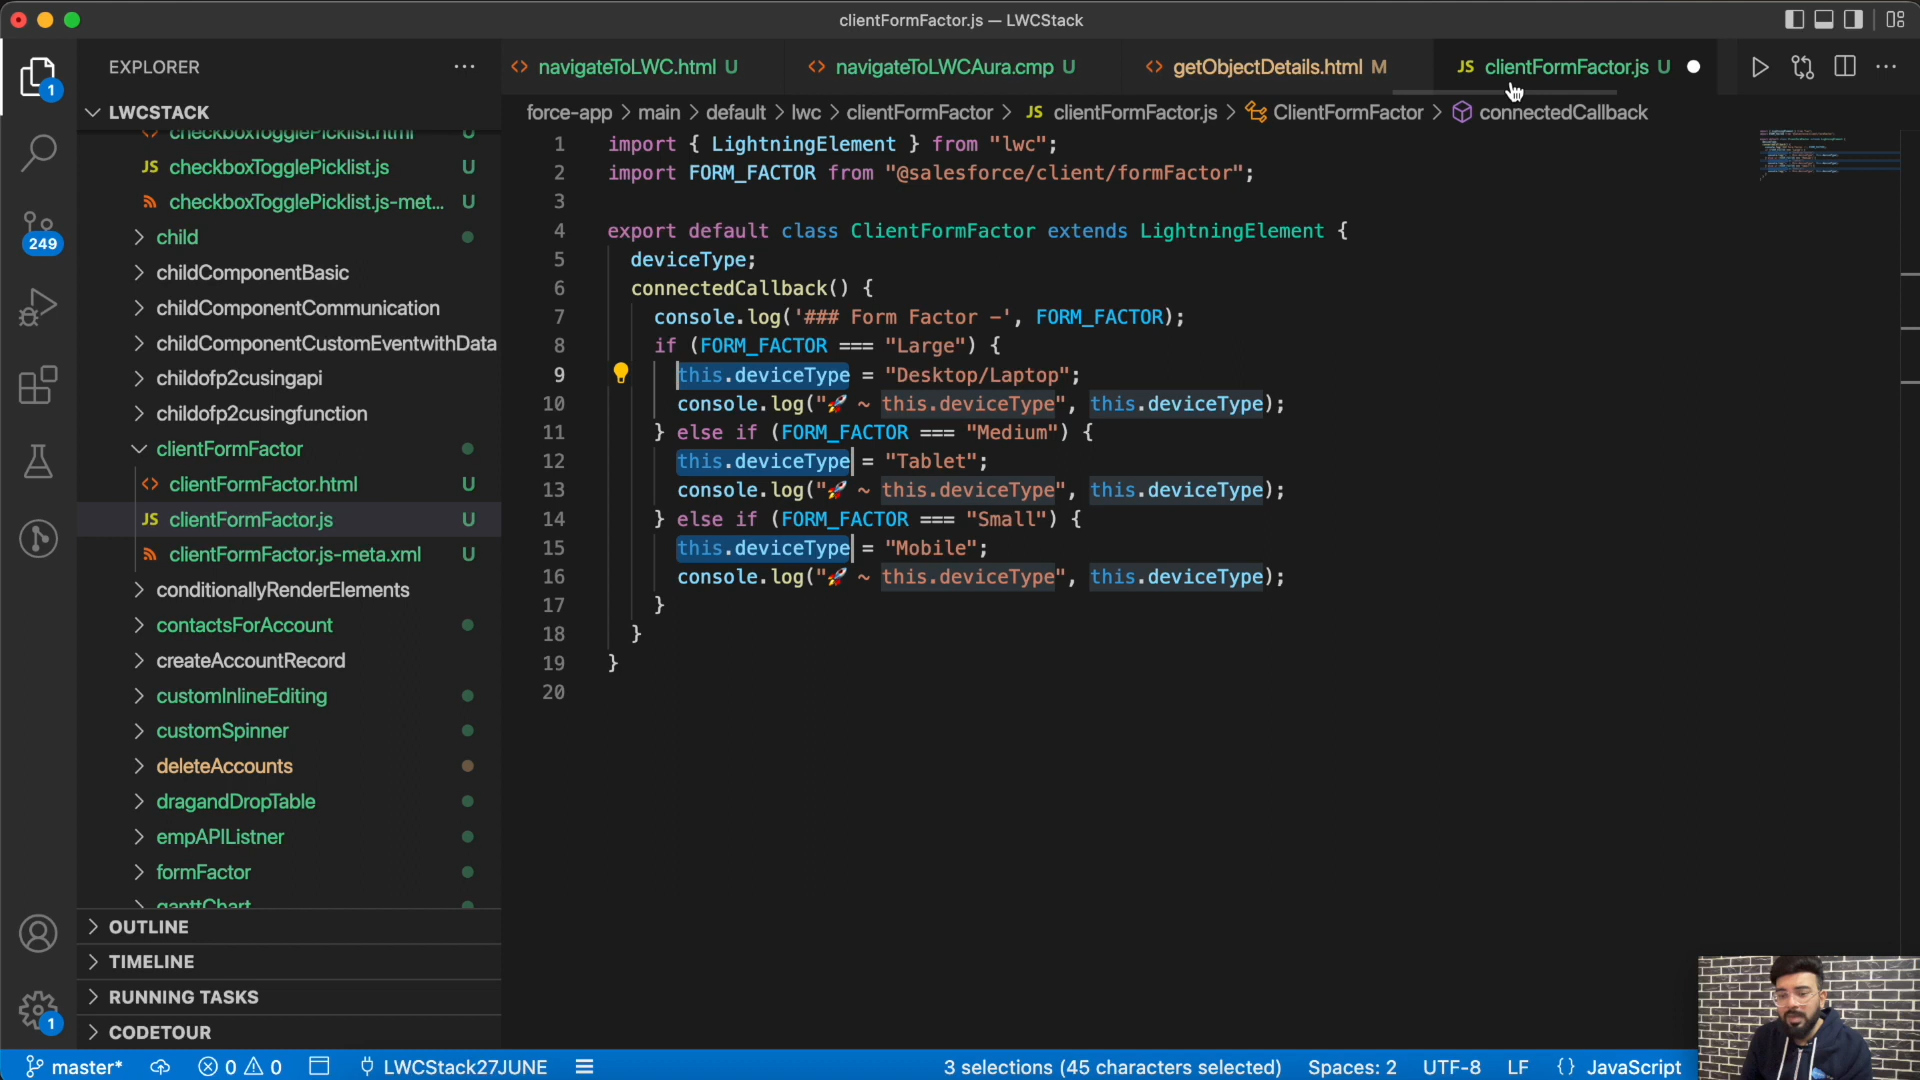 clientFormFactor.js — LWCStack
EXPLORER
navigateToLWC.html U
navigateToLWCAura.cmp U
getObjectDetails.html M
JS clientFormFactor.js U
1
LWCSTACK
force-app > main > default > lwc > clientFormFactor > JS clientFormFactor.js > ClientFormFactor > connectedCallback
checkboxTogglePicklist.html U
JS checkboxTogglePicklist.js U
checkboxTogglePicklist.js-met... U
child
childComponentBasic
childComponentCommunication
childComponentCustomEventwithData
childofp2cusingapi
childofp2cusingfunction
clientFormFactor
clientFormFactor.html U
JS clientFormFactor.js U
clientFormFactor.js-meta.xml U
conditionallyRenderElements
contactsForAccount
createAccountRecord
customInlineEditing
customSpinner
deleteAccounts
dragandDropTable
empAPIListner
formFactor
ganttChart
OUTLINE
TIMELINE
RUNNING TASKS
CODETOUR
249
1
1 import { LightningElement } from "lwc";
2 import FORM_FACTOR from "@salesforce/client/formFactor";
3
4 export default class ClientFormFactor extends LightningElement {
5 deviceType;
6 connectedCallback() {
7 console.log('### Form Factor -', FORM_FACTOR);
8 if (FORM_FACTOR === "Large") {
9 this.deviceType = "Desktop/Laptop";
10 console.log("🚀 ~ this.deviceType", this.deviceType);
11 } else if (FORM_FACTOR === "Medium") {
12 this.deviceType = "Tablet";
13 console.log("🚀 ~ this.deviceType", this.deviceType);
14 } else if (FORM_FACTOR === "Small") {
15 this.deviceType = "Mobile";
16 console.log("🚀 ~ this.deviceType", this.deviceType);
17 }
18 }
19 }
20
master* 0 0 LWCStack27JUNE 3 selections (45 characters selected) Spaces: 2 UTF-8 LF {} JavaScript